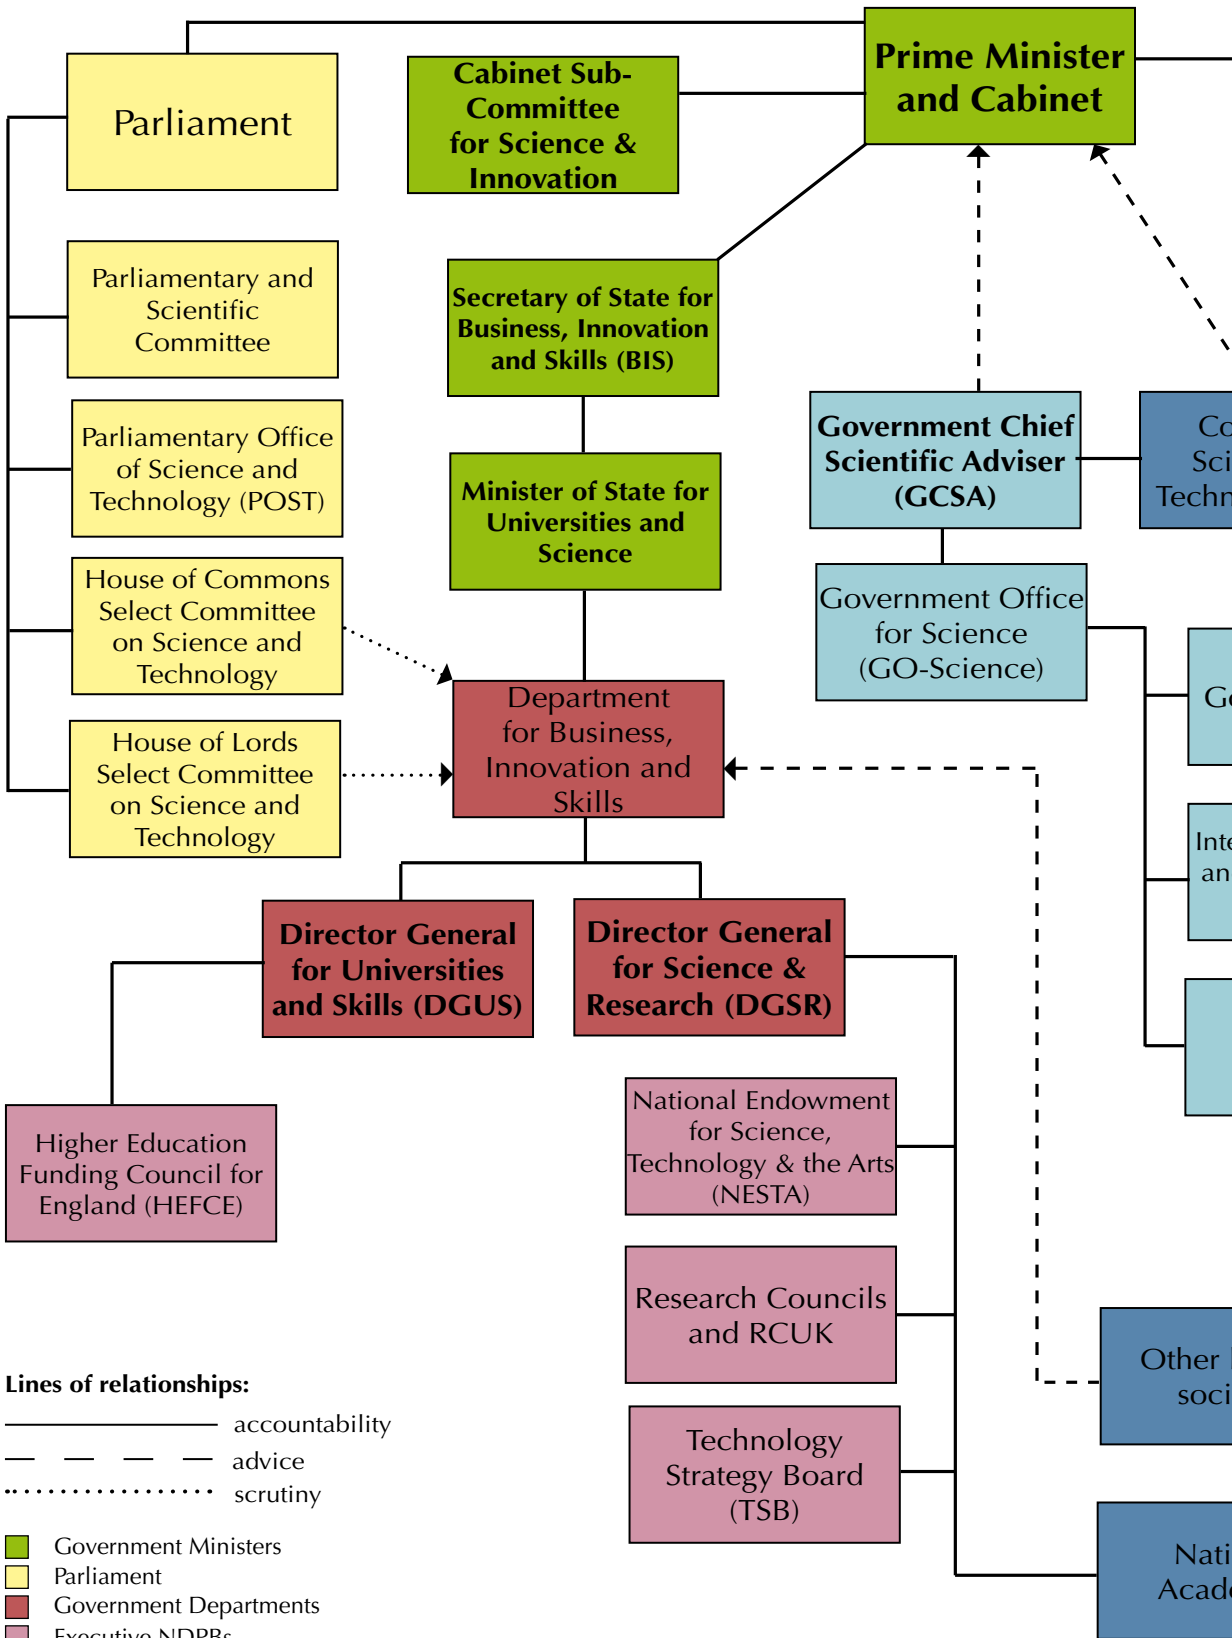 Prime Minister
and Cabinet
Cabinet Sub-
Committee
for Science &
Innovation
Parliament
Parliamentary and
Scientific
Committee
Secretary of State for
Business, Innovation
and Skills (BIS)
Parliamentary Office
of Science and
Technology (POST)
Government Chief
Scientific Adviser
(GCSA)
Minister of State for
Universities and
Science
House of Commons
Select Committee
on Science and
Technology
Government Office
for Science
(GO-Science)
Department
for Business,
Innovation and
Skills
House of Lords
Select Committee
on Science and
Technology
Director General
for Universities
and Skills (DGUS)
Director General
for Science &
Research (DGSR)
National Endowment
for Science,
Technology & the Arts
(NESTA)
Higher Education
Funding Council for
England (HEFCE)
Research Councils
and RCUK
Other
Technology
Strategy Board
(TSB)
Lines of relationships:
accountability
advice
scrutiny
Government Ministers
Parliament
Government Departments
Executive NDPBs